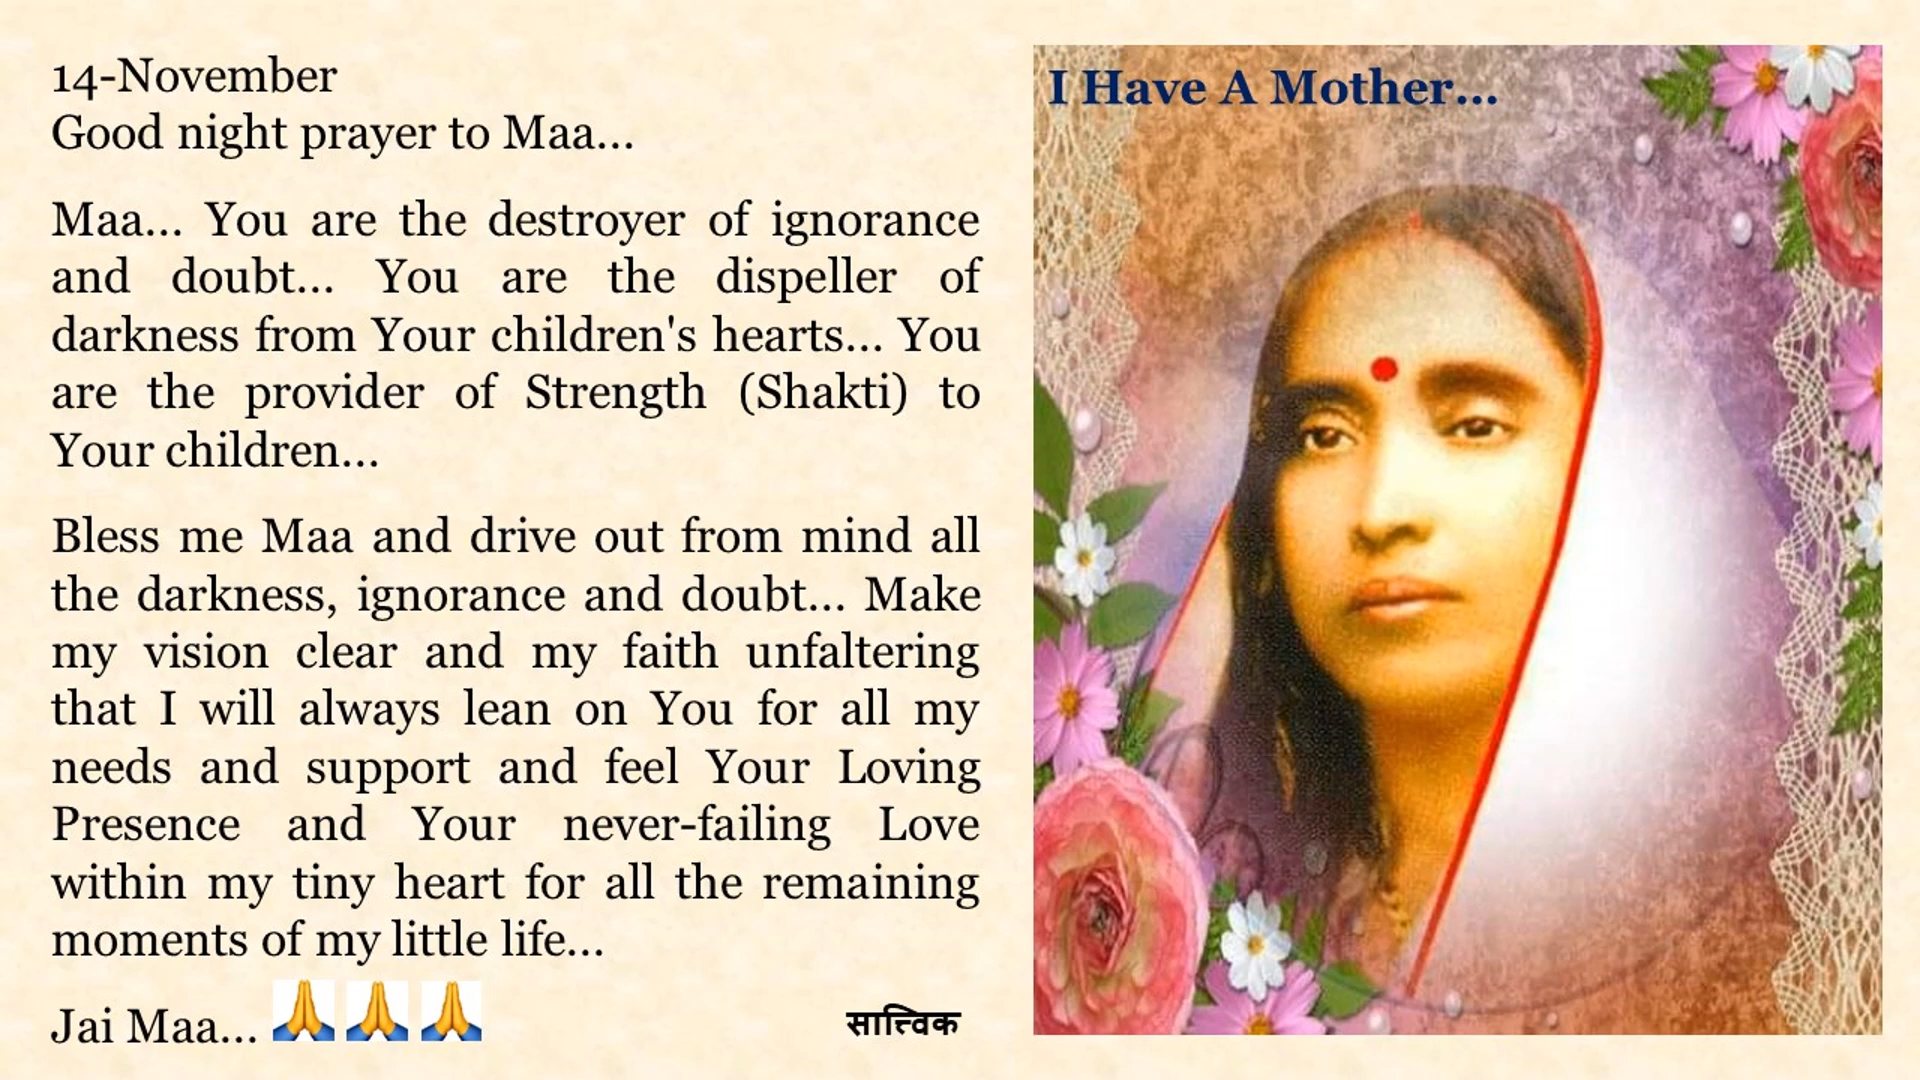 14-November
Good night prayer to Maa...
Maa... You are the destroyer of ignorance
and doubt... You are the dispeller of
darkness from Your children's hearts... You
are the provider of Strength (Shakti) to
Your children...
Bless me Maa and drive out from mind all
the darkness, ignorance and doubt... Make
my vision clear and my faith unfaltering
that I will always lean on You for all my
needs and support and feel Your Loving
Presence and Your never-failing Love
within my tiny heart for all the remaining
moments of my little life...
Jai Maa... 🙏 🙏 🙏
सात्त्विक
I Have A Mother...